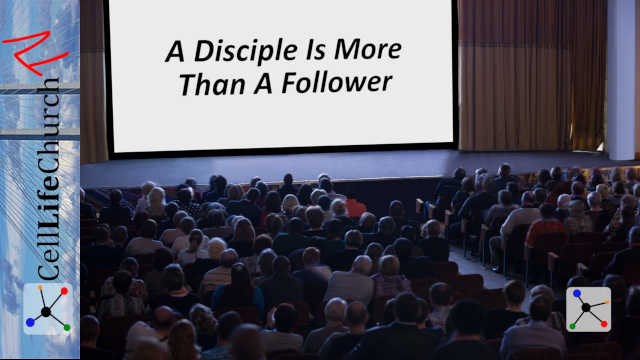 A Disciple Is More
Than A Follower
CellLifeChurch